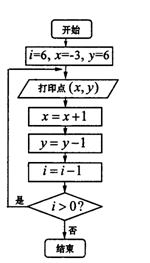 开始
i=6, x=-3, y=6
打印点(x,y)
x=x+1
y=y-1
i=i-1
是
i>0?
否
结束